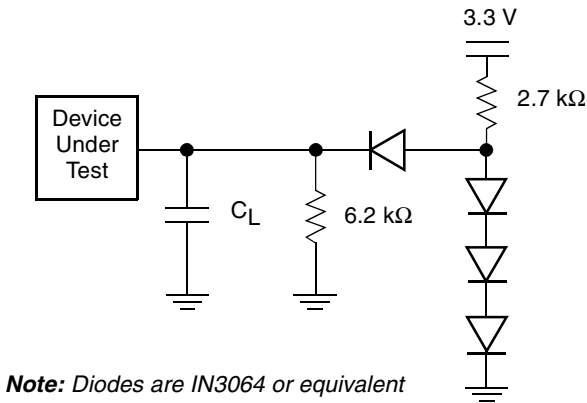 3.3 V
2.7 kΩ
Device
Under
Test
C_L
6.2 kΩ
Note: Diodes are IN3064 or equivalent